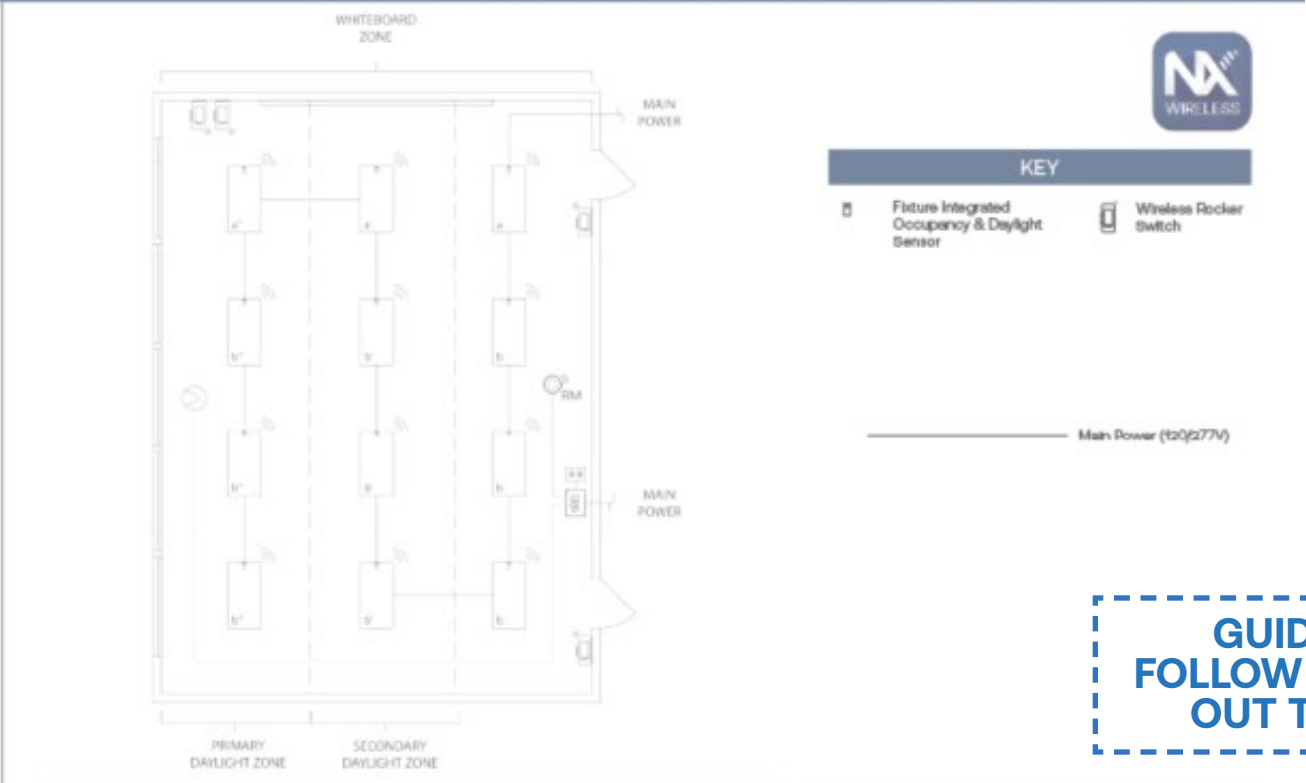 WHITEBOARD
ZONE
MAIN
POWER
NX
WIRELESS
KEY
Fixture Integrated
Occupancy & Daylight
Sensor
Wireless Rocker
Switch
a"
a'
a
b"
b'
b
RM
Main Power (120/277V)
b"
b'
b
MAIN
POWER
b"
b'
b
GUID
FOLLOW
OUT T
PRIMARY
DAYLIGHT ZONE
SECONDARY
DAYLIGHT ZONE